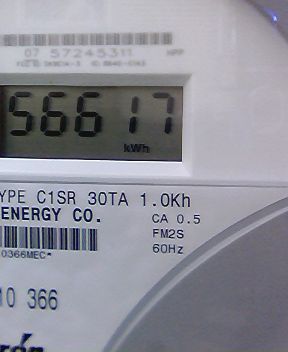 07 57245311
56617
kWh
YPE C1SR 30TA 1.0Kh
ENERGY CO.
CA 0.5
FM2S
60Hz
0366MEC*
10 366
rón